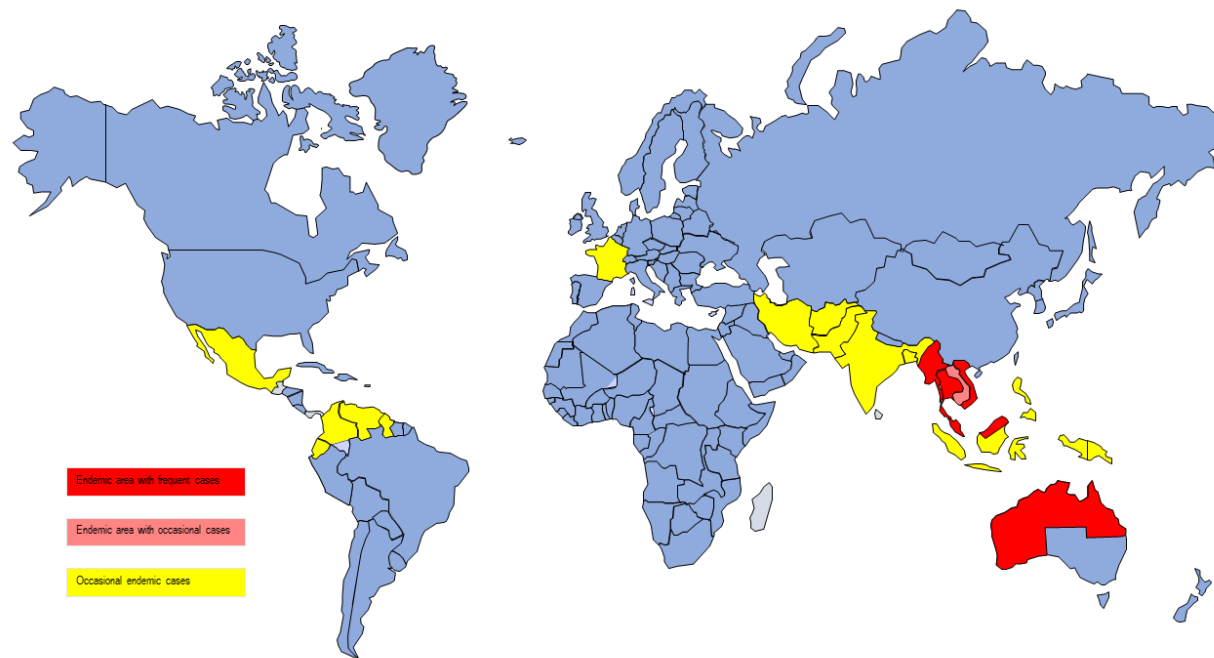 Endemic area with frequent cases
Endemic area with occasional cases
Occasional endemic cases